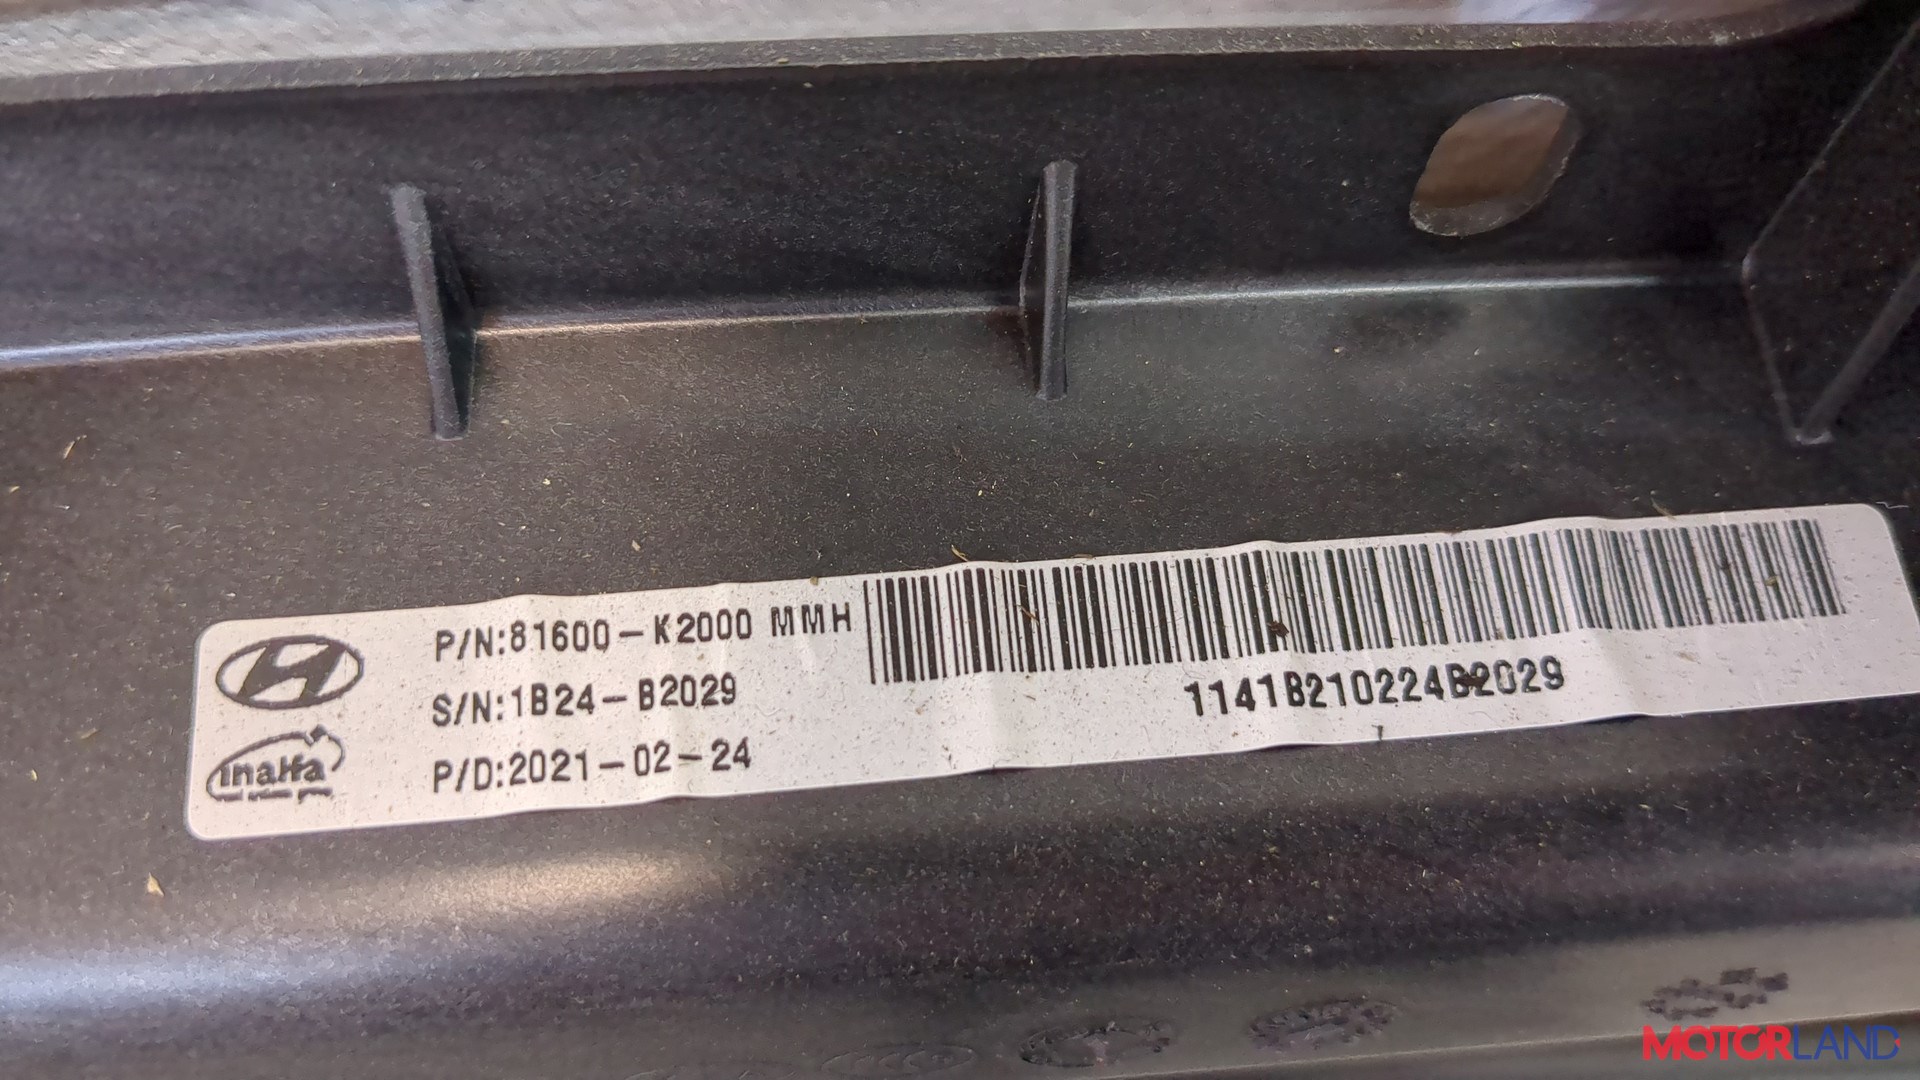 P/N:81600-K2000 MMH
S/N:1B24-B2029
P/D:2021-02-24
1141B210224B2029
inalfa
MOTORLAND